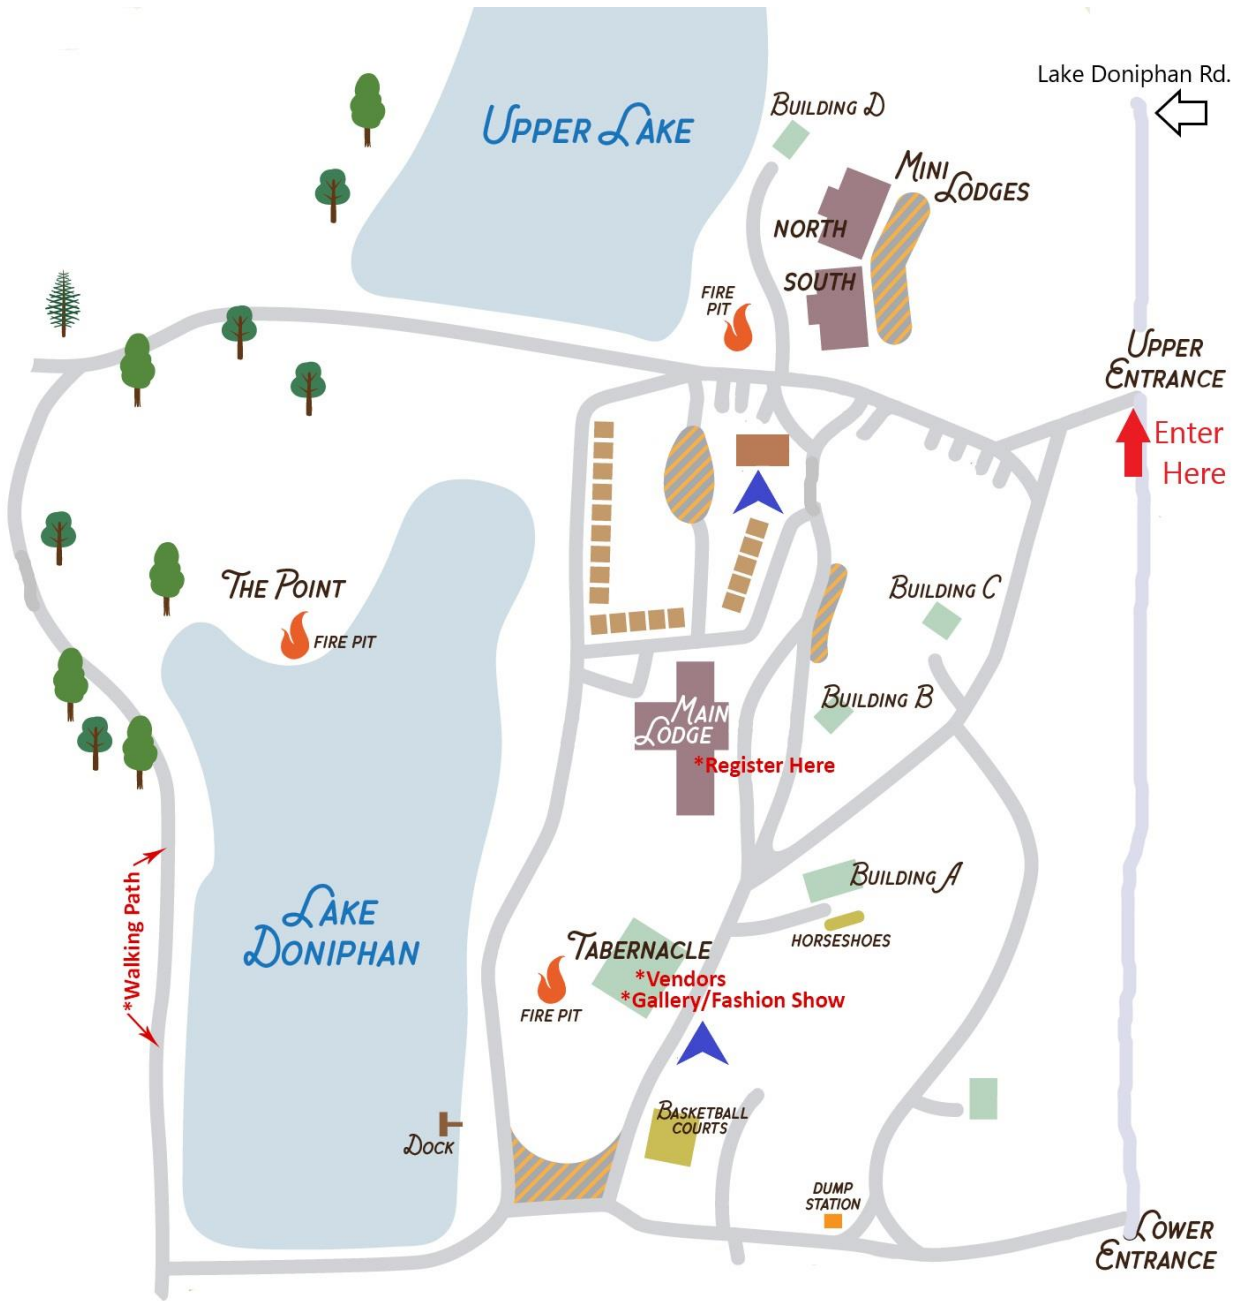 Lake Doniphan Rd.
Building D
Upper Lake
Mini
Lodges
NORTH
SOUTH
FIRE
PIT
Upper
Entrance
Enter
Here
The Point
FIRE PIT
Building C
Building B
Main
Lodge
*Register Here
*Walking Path
Lake
Doniphan
Building A
HORSESHOES
Tabernacle
*Vendors
*Gallery/Fashion Show
FIRE PIT
Basketball
courts
Dock
DUMP
STATION
Lower
Entrance